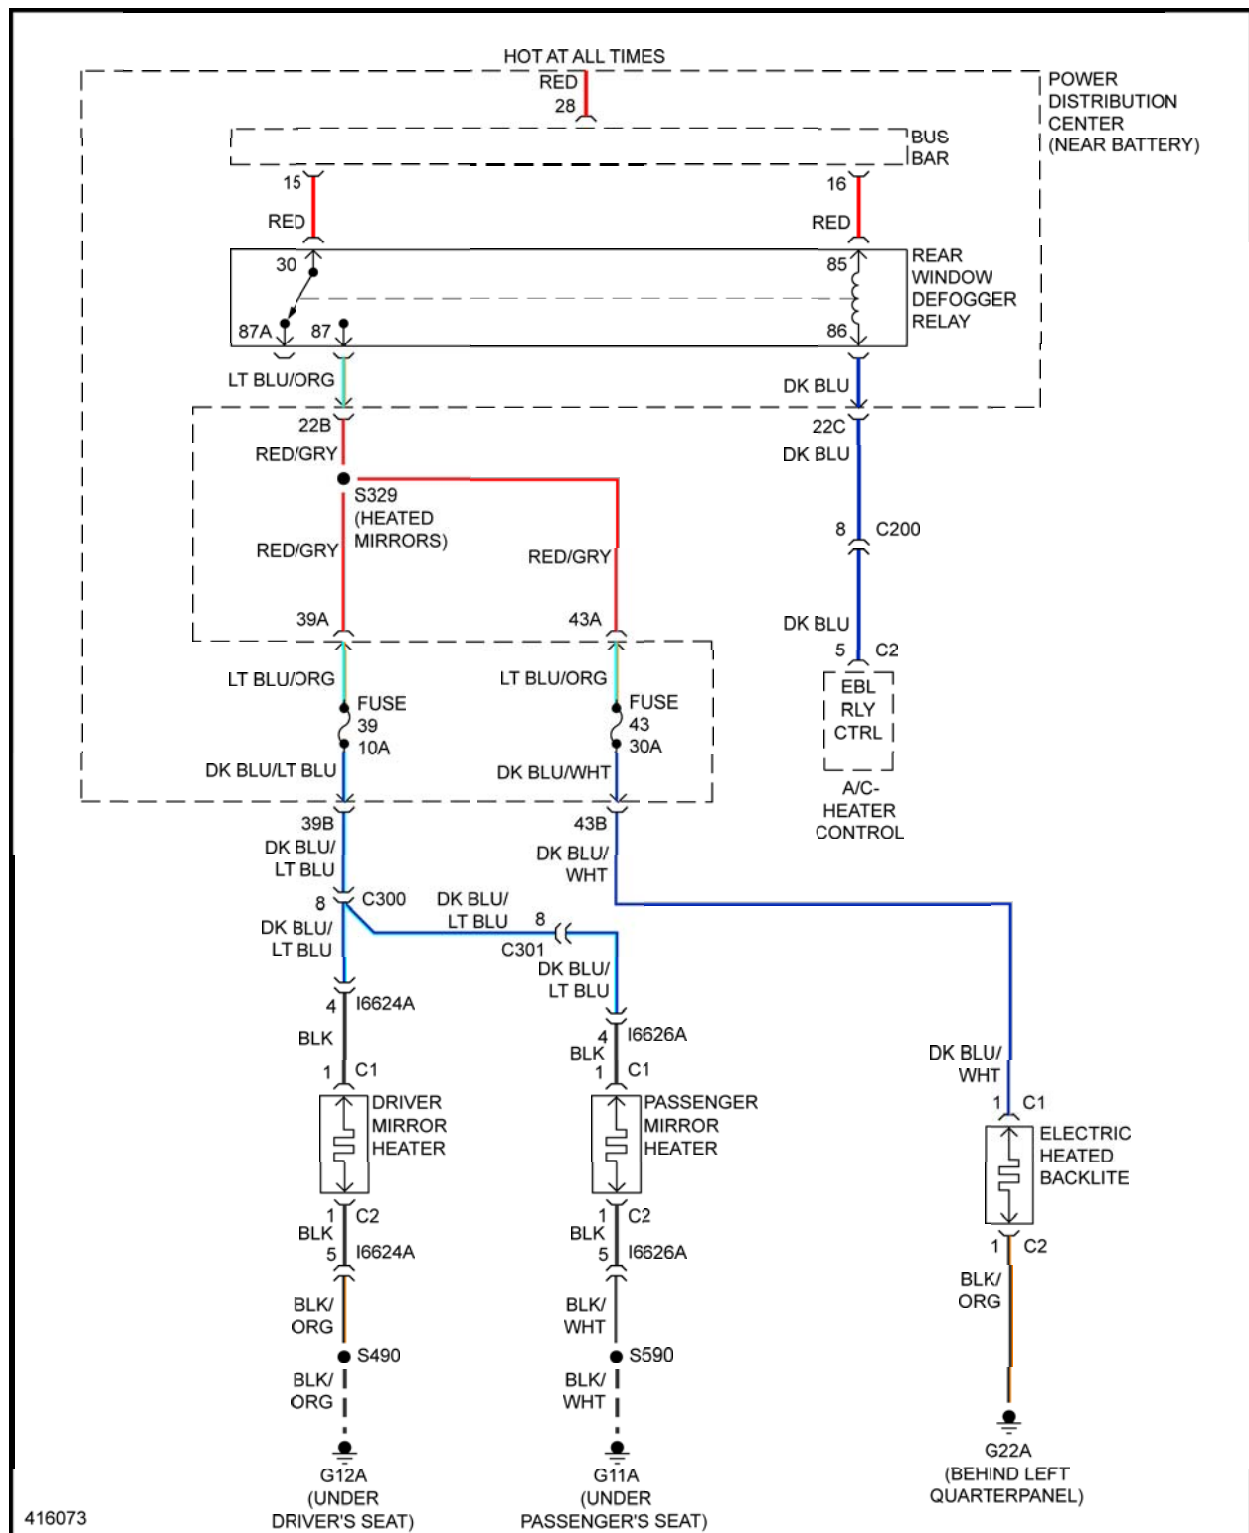 HOT AT ALL TIMES
RED
28
POWER
DISTRIBUTION
CENTER
(NEAR BATTERY)
BUS
BAR
15
16
RED
RED
30
85
REAR
WINDOW
DEFOGGER
RELAY
87A
87
86
LT BLU/ORG
DK BLU
22B
22C
RED/GRY
DK BLU
S329
(HEATED
MIRRORS)
8
C200
RED/GRY
RED/GRY
39A
43A
DK BLU
5
C2
LT BLU/ORG
LT BLU/ORG
EBL
RLY
CTRL
FUSE
39
10A
FUSE
43
30A
DK BLU/LT BLU
DK BLU/WHT
A/C-
HEATER
CONTROL
39B
43B
DK BLU/
LT BLU
DK BLU/
WHT
8
C300
DK BLU/
LT BLU
8
C301
DK BLU/
LT BLU
DK BLU/
LT BLU
4
I6624A
4
I6626A
BLK
BLK
DK BLU/
WHT
1
C1
1
C1
1
C1
DRIVER
MIRROR
HEATER
PASSENGER
MIRROR
HEATER
ELECTRIC
HEATED
BACKLITE
1
C2
1
C2
1
C2
BLK
BLK
5
I6624A
5
I6626A
BLK/
ORG
BLK/
WHT
BLK/
ORG
S490
S590
BLK/
ORG
BLK/
WHT
G12A
(UNDER
DRIVER'S SEAT)
G11A
(UNDER
PASSENGER'S SEAT)
G22A
(BEHIND LEFT
QUARTERPANEL)
416073